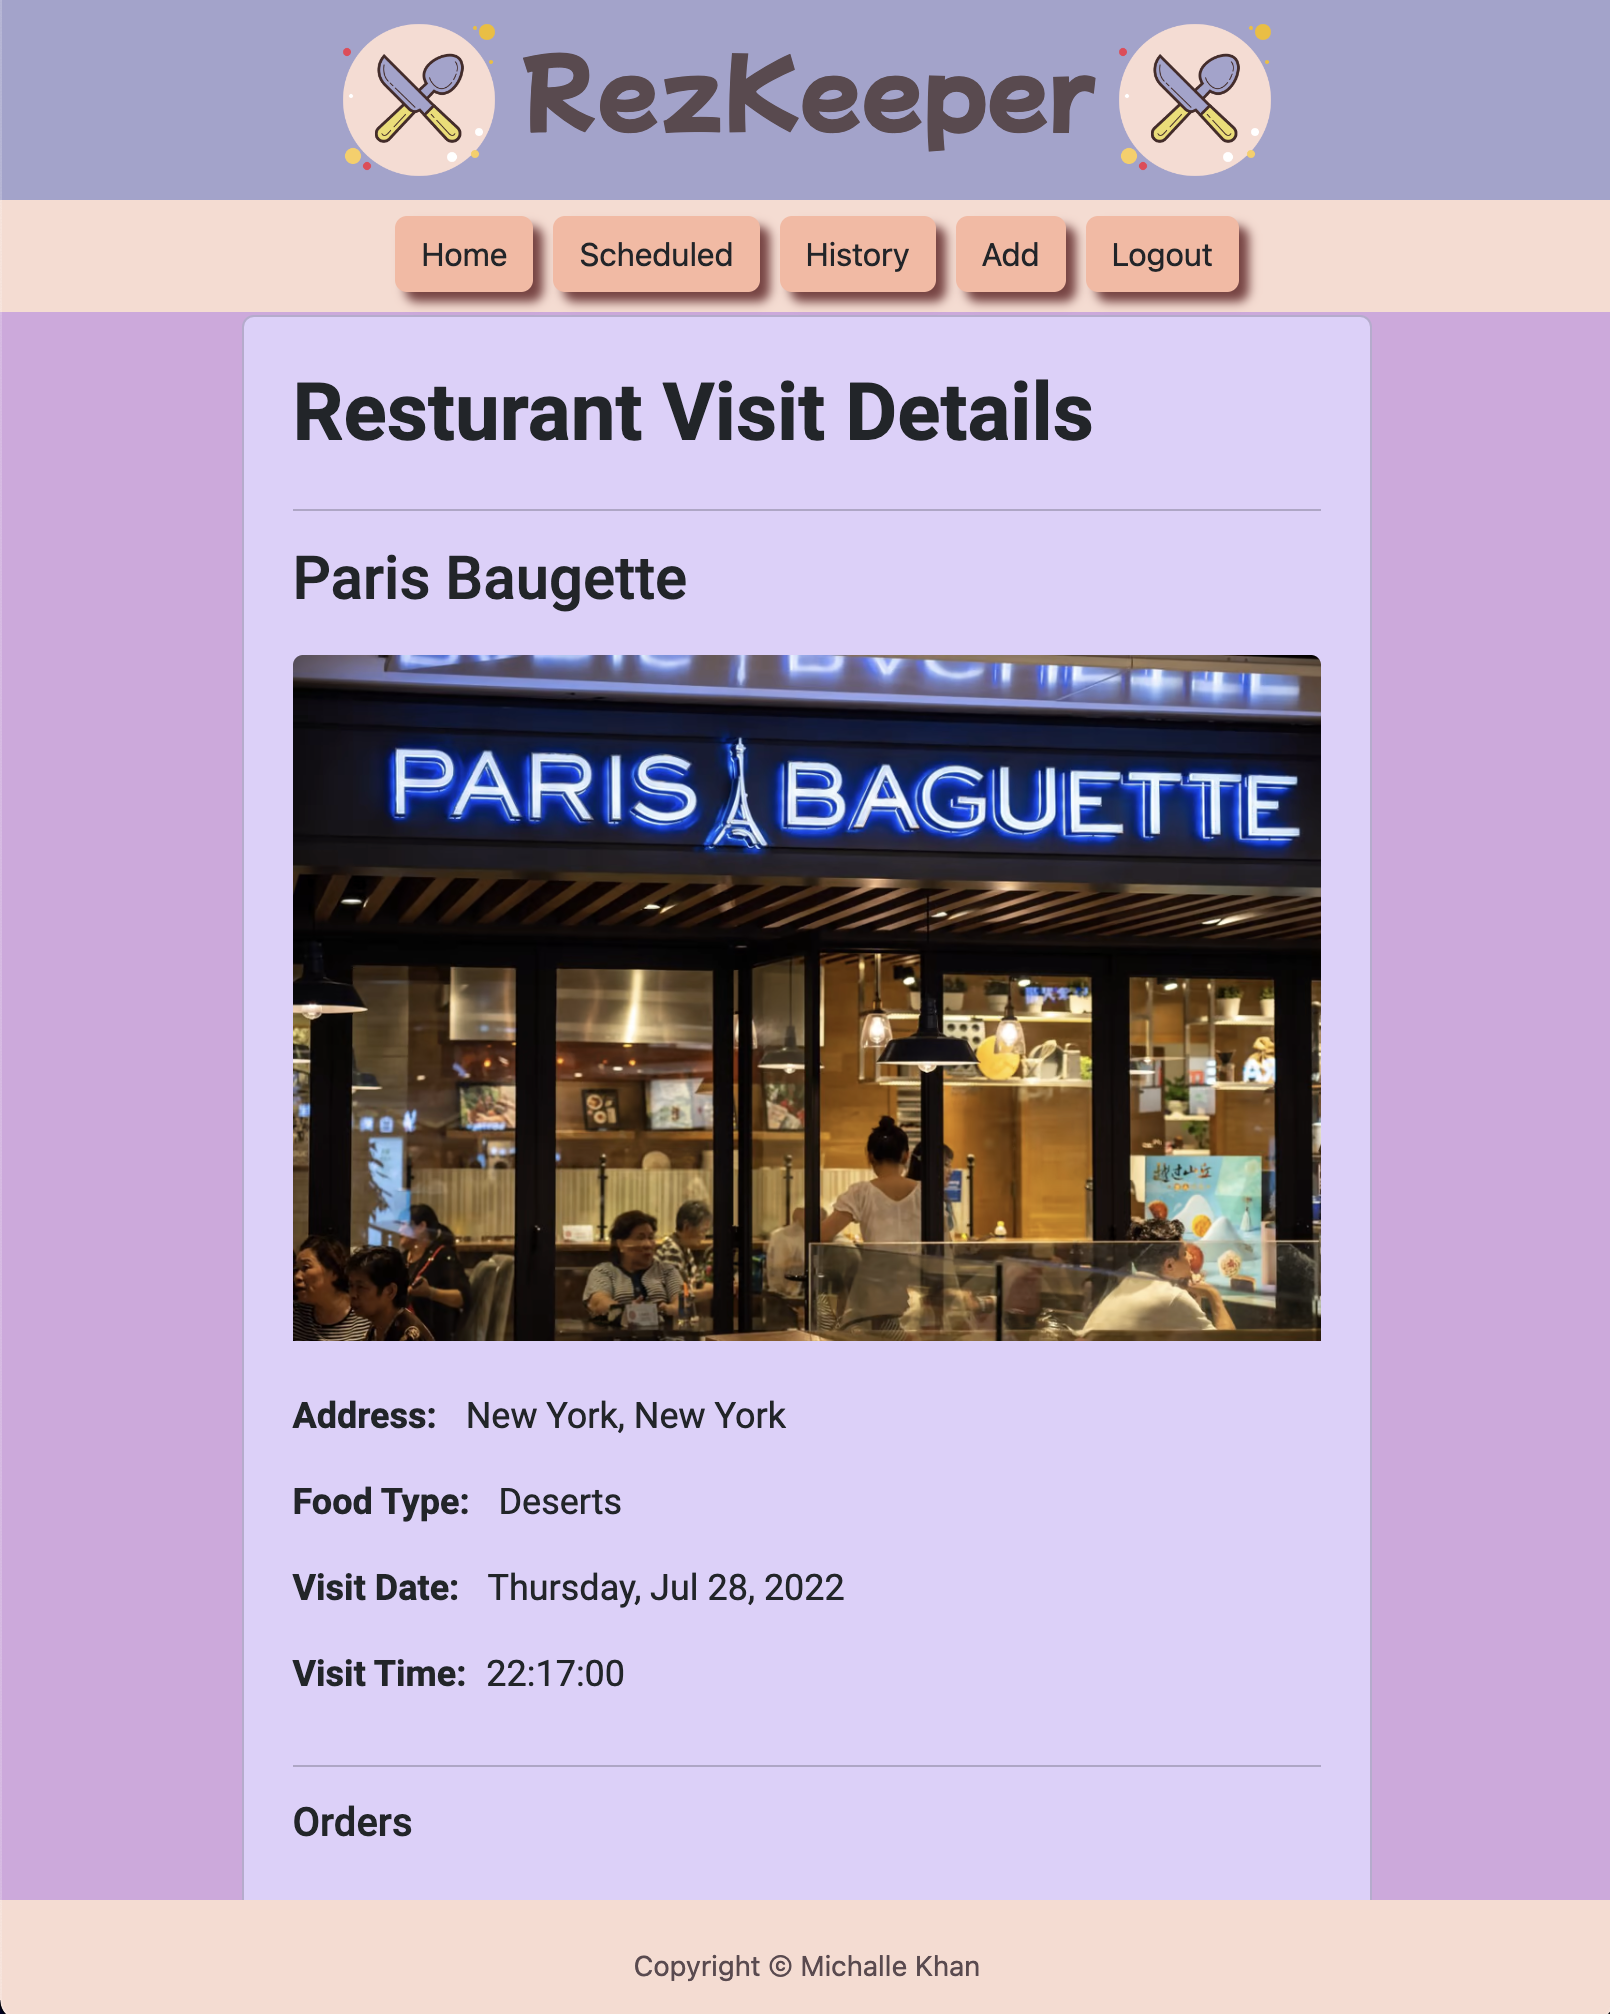 RezKeeper
Home Scheduled History Add Logout
Resturant Visit Details
Paris Baugette
PARIS BAGUETTE
Address: New York, New York
Food Type: Deserts
Visit Date: Thursday, Jul 28, 2022
Visit Time: 22:17:00
Orders
Copyright © Michalle Khan